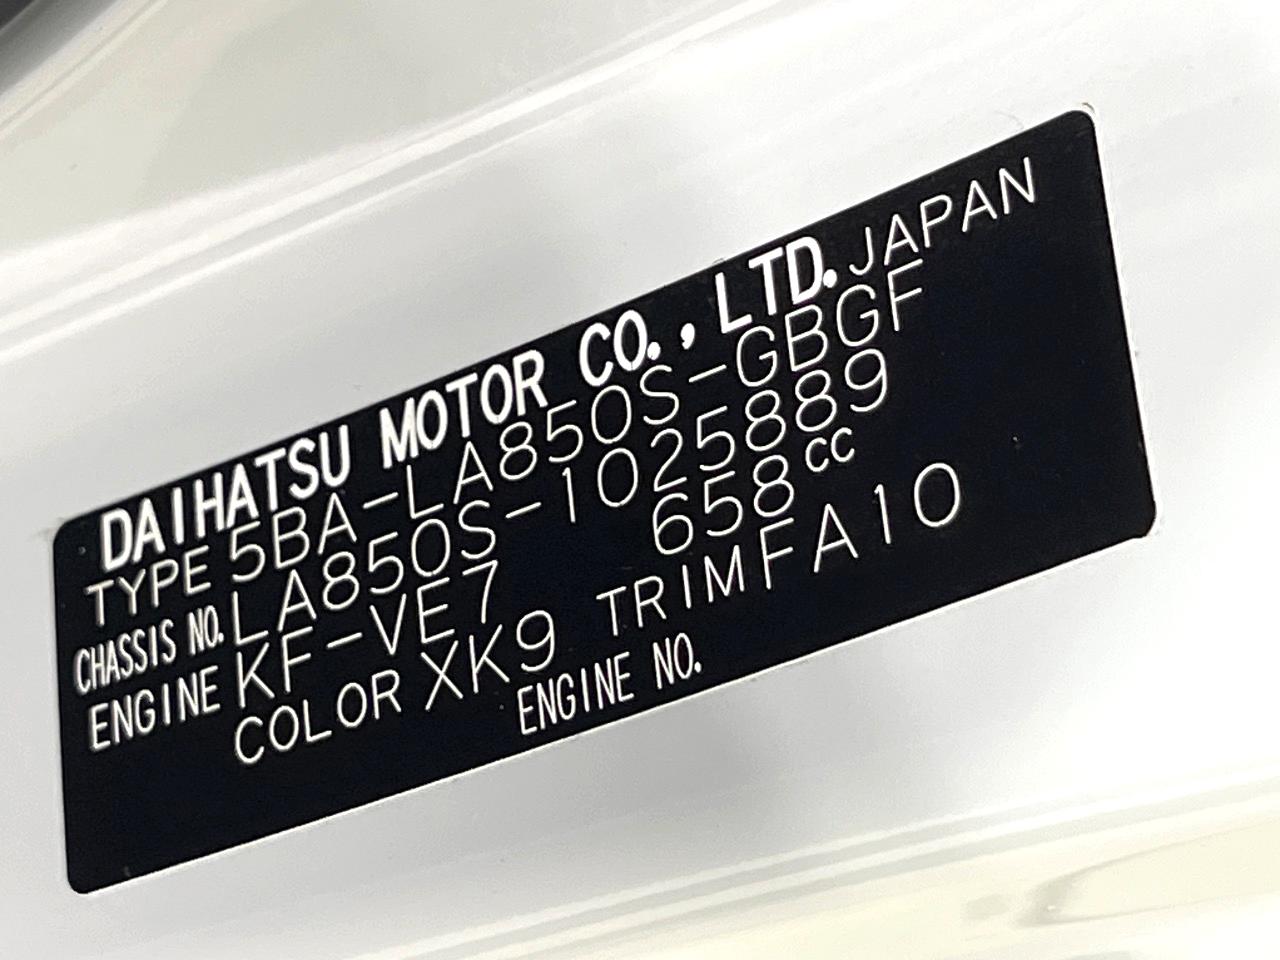 DAIHATSU MOTOR CO., LTD. JAPAN
TYPE 5BA-LA850S-GBGF
CHASSIS NO. LA850S-1025889
ENGINE KF-VE7 658cc
COLOR XK9 TRIM FA10
ENGINE NO.